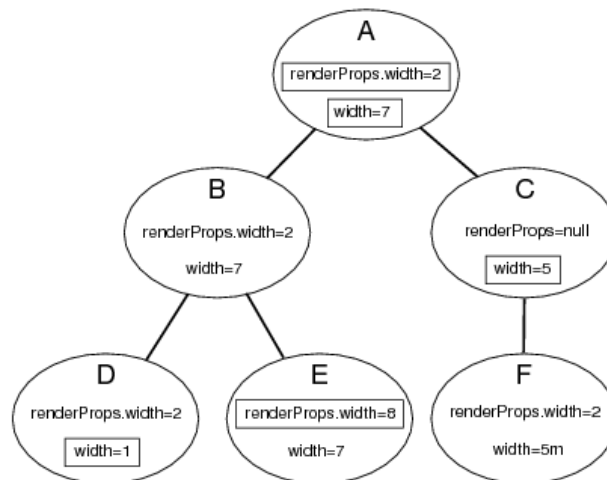 A
renderProps.width=2
width=7
B
renderProps.width=2
width=7
C
renderProps=null
width=5
D
renderProps.width=2
width=1
E
renderProps.width=8
width=7
F
renderProps.width=2
width=5m